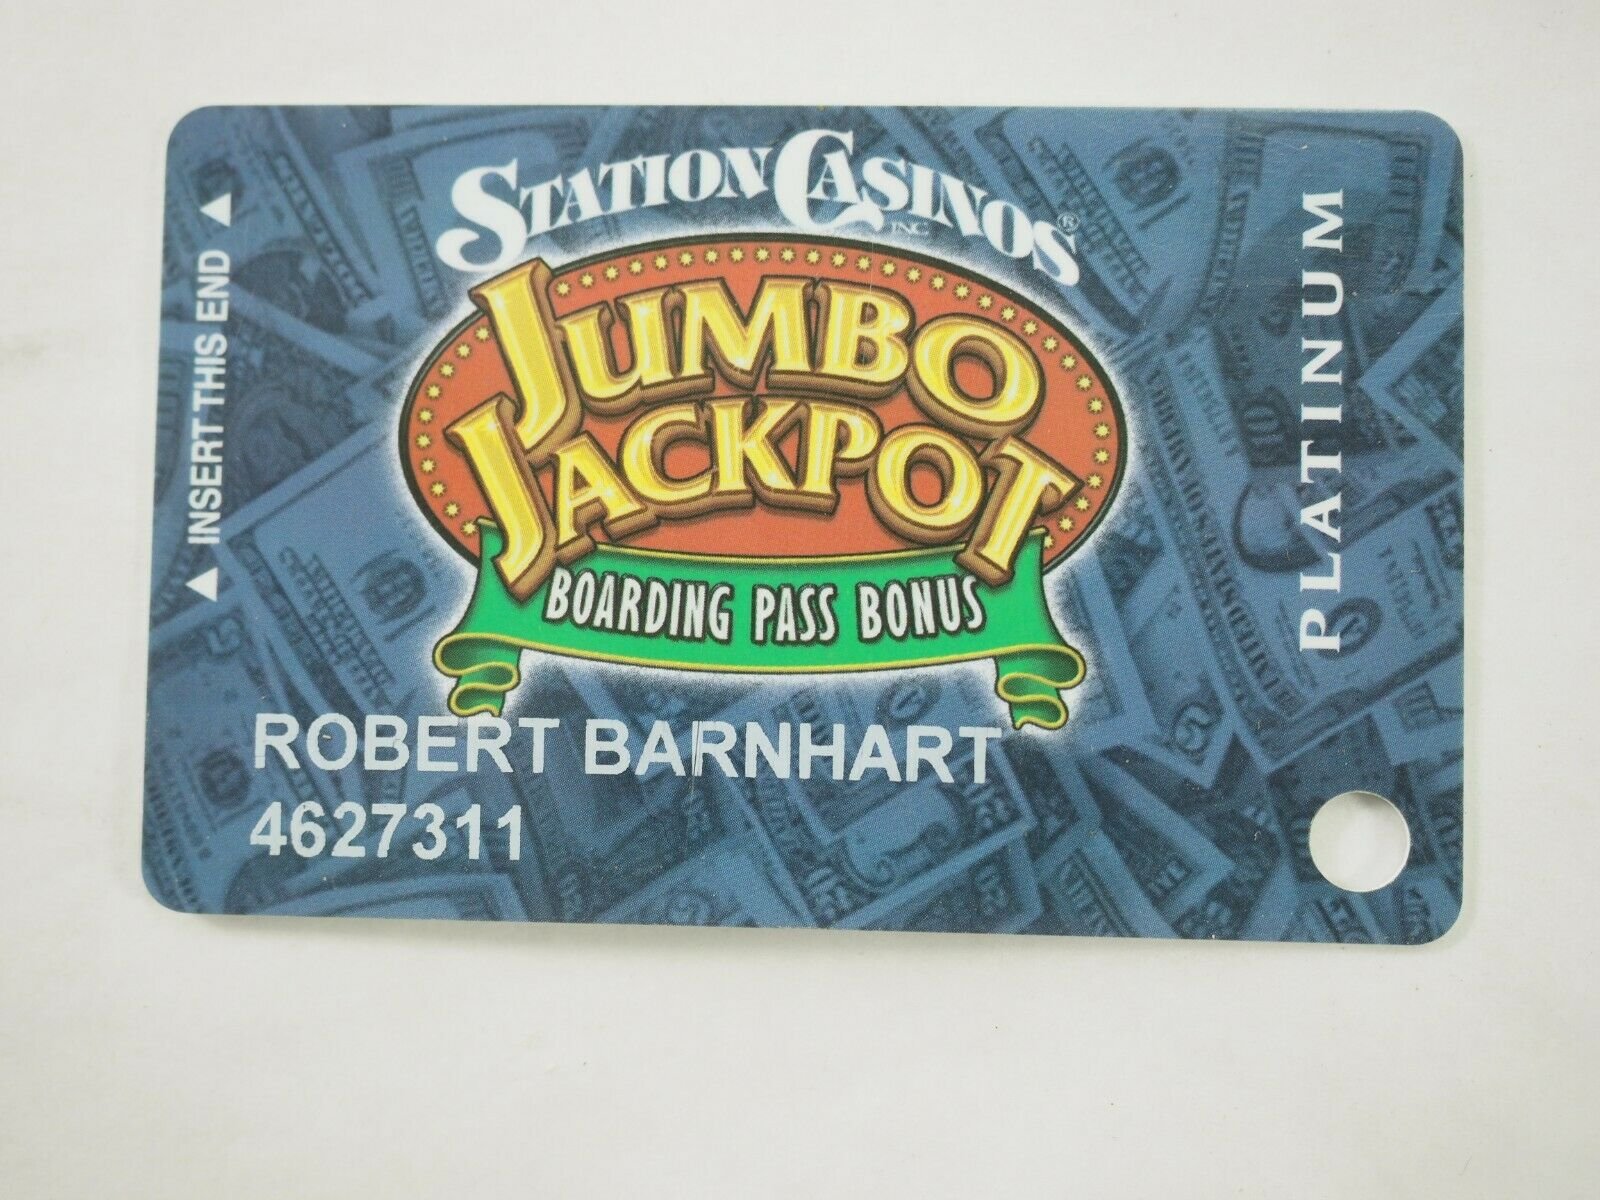 STATION CASINOS®
INC.
JUMBO
JACKPOT
BOARDING PASS BONUS
ROBERT BARNHART
4627311
▲ INSERT THIS END ▲
PLATINUM